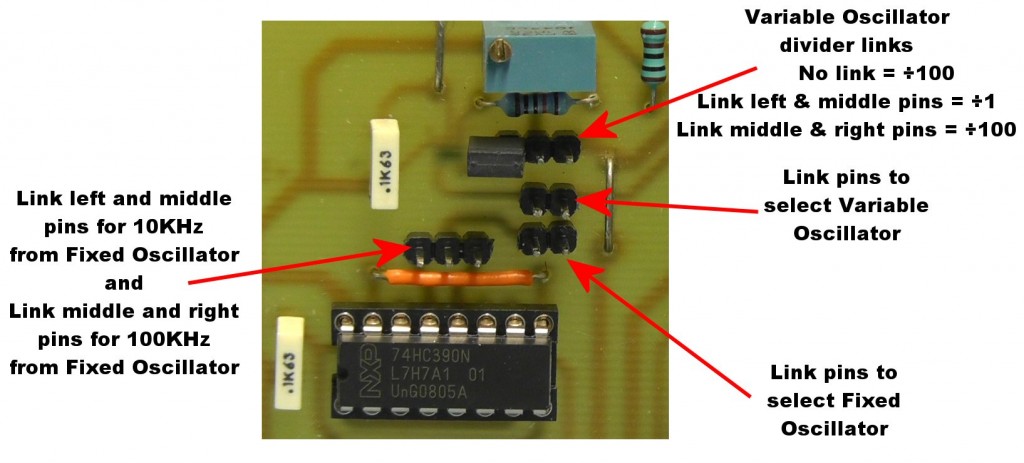 Variable Oscillator
divider links
No link = ÷100
Link left & middle pins = ÷1
Link middle & right pins = ÷100
Link pins to
select Variable
Oscillator
Link left and middle
pins for 10KHz
from Fixed Oscillator
and
Link middle and right
pins for 100KHz
from Fixed Oscillator
Link pins to
select Fixed
Oscillator
.1K63
.1K63
NXP
74HC390N
L7H7A1 01
UnG0805A